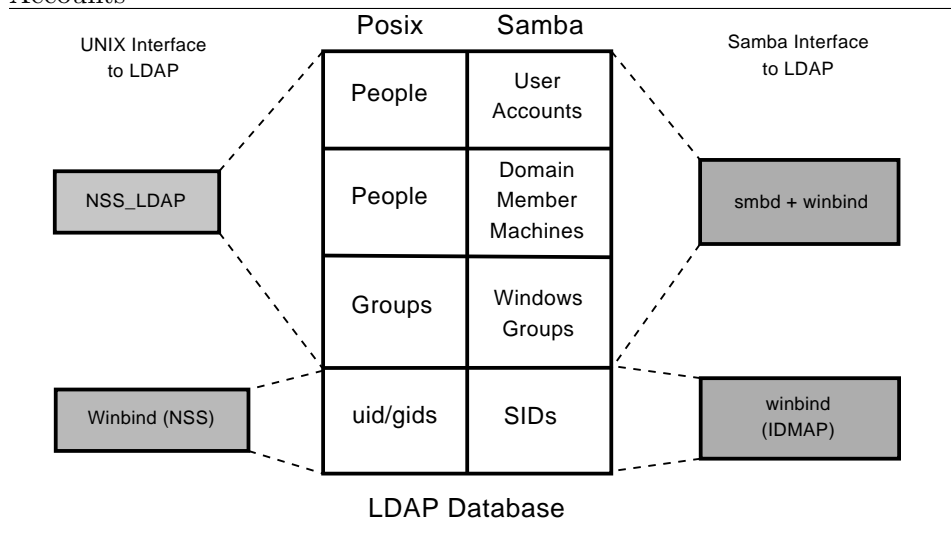 Accounts
Posix
Samba
UNIX Interface
to LDAP
Samba Interface
to LDAP
People
User
Accounts
NSS_LDAP
People
Domain
Member
Machines
smbd + winbind
Groups
Windows
Groups
Winbind (NSS)
uid/gids
SIDs
winbind
(IDMAP)
LDAP Database